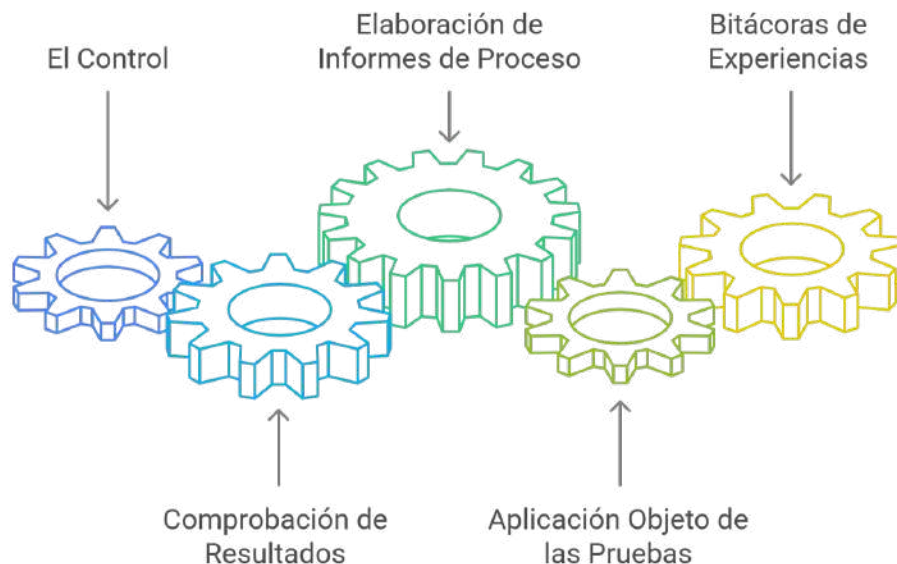 El Control
Elaboración de
Informes de Proceso
Bitácoras de
Experiencias
Comprobación de
Resultados
Aplicación Objeto de
las Pruebas